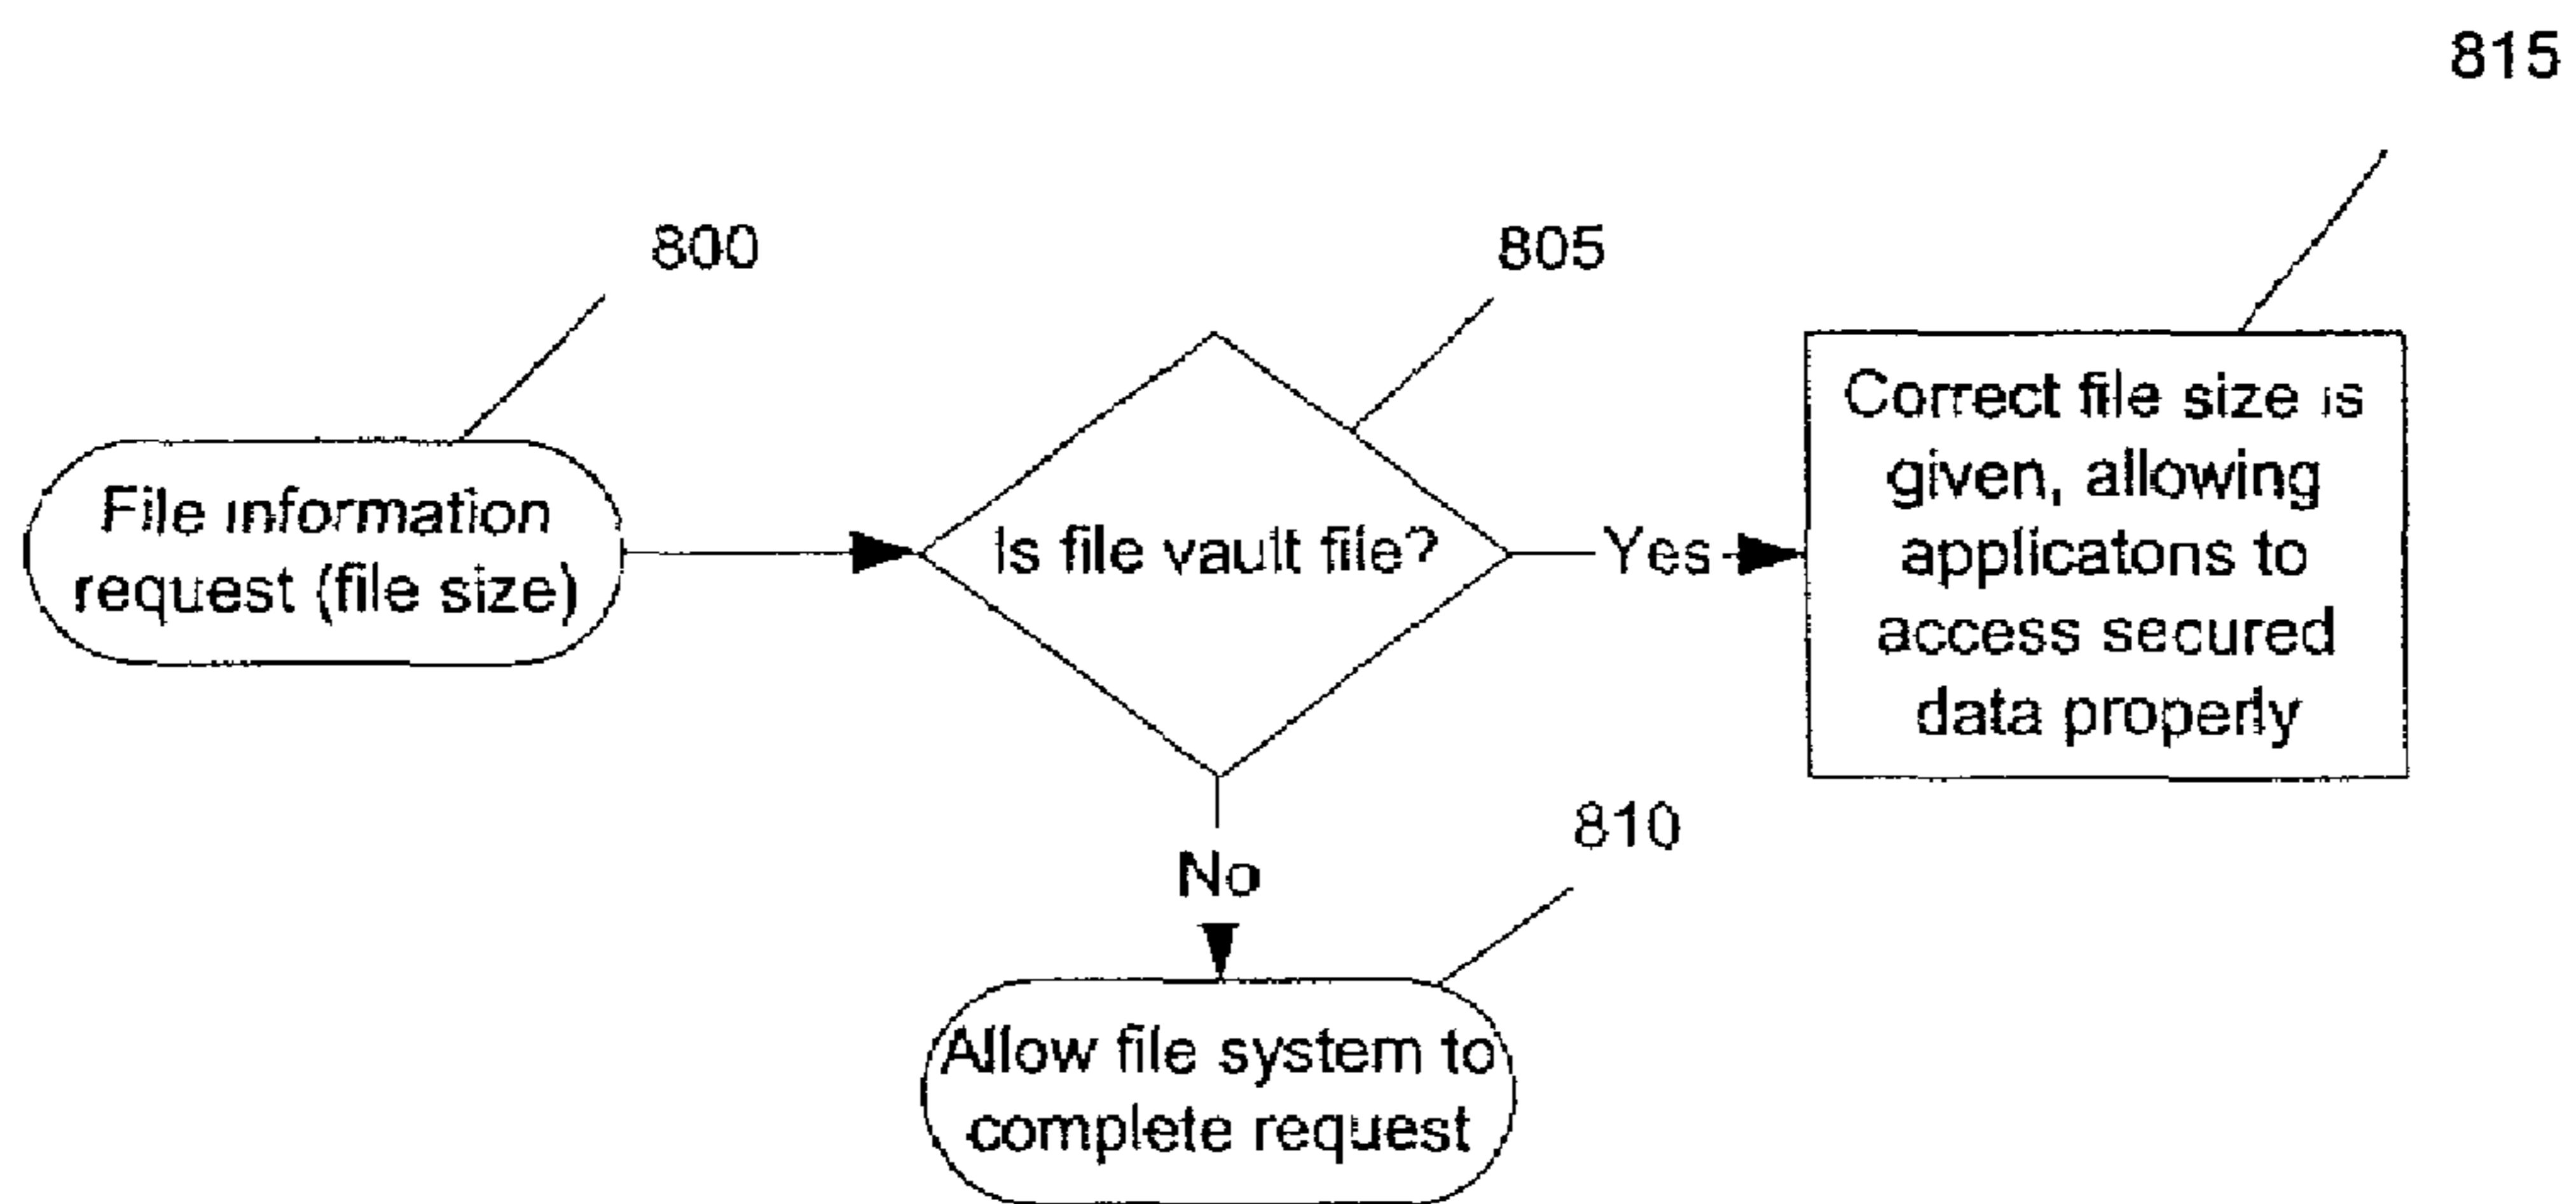 815
800
805
File information
request (file size)
Is file vault file?
Yes
Correct file size is
given, allowing
applicatons to
access secured
data properly
810
No
Allow file system to
complete request